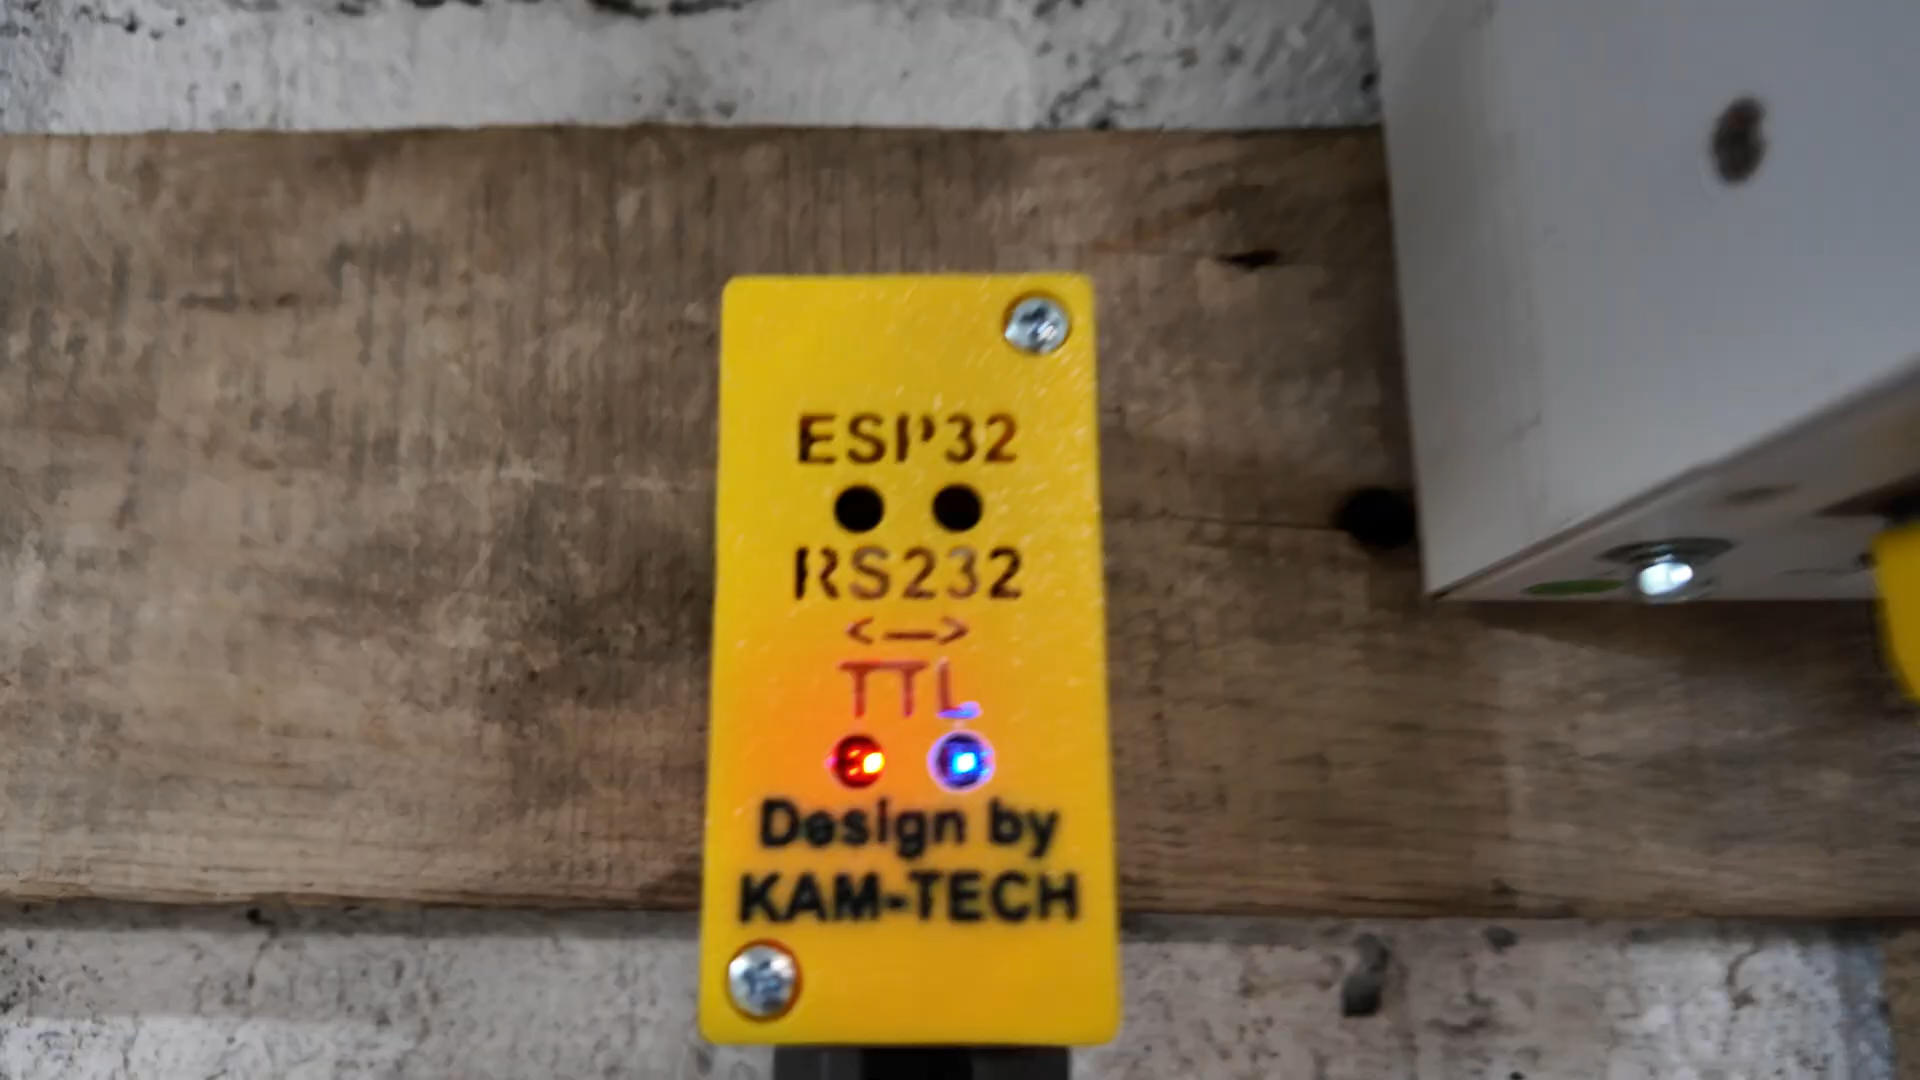 ESP32
RS232
<—>
TTL
Design by
KAM-TECH